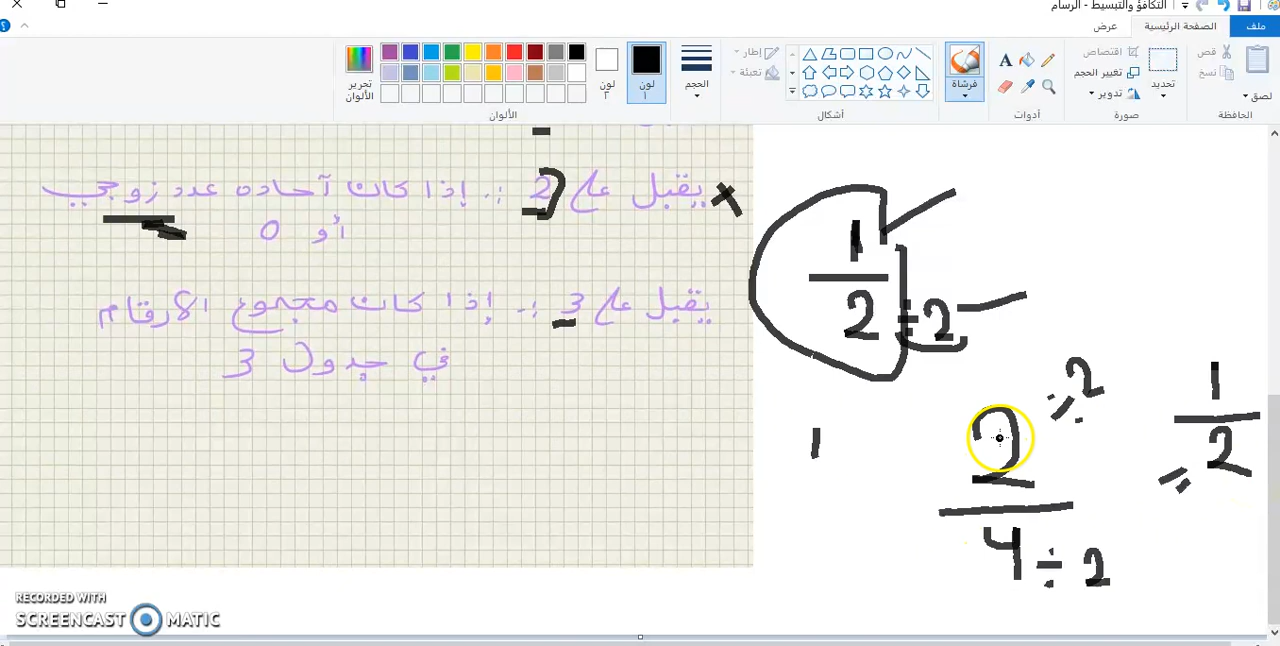 التكافؤ والتبسيط - الرسام
ملف
الصفحة الرئيسية
عرض
لصق
قص
نسخ
الحافظة
تحديد
اقتصاص
تغيير الحجم
تدوير
صورة
A
أدوات
فرشاة
إطار
تعبئة
أشكال
الحجم
لون ١
لون ٢
تحرير الألوان
الألوان
يقبل على 2 :. إذا كان آحاده عدد زوجي
أو 0
يقبل على 3 :. إذا كان مجموع الأرقام
في جدول 3
1
2 ÷ 2
1
2 ÷ 2
4 ÷ 2
=
1
2
RECORDED WITH
SCREENCAST MATIC